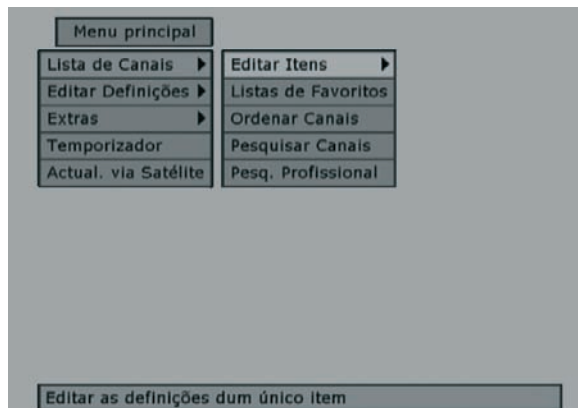 Menu principal
Lista de Canais
Editar Definições
Extras
Temporizador
Actual. via Satélite
Editar Itens
Listas de Favoritos
Ordenar Canais
Pesquisar Canais
Pesq. Profissional
Editar as definições dum único item